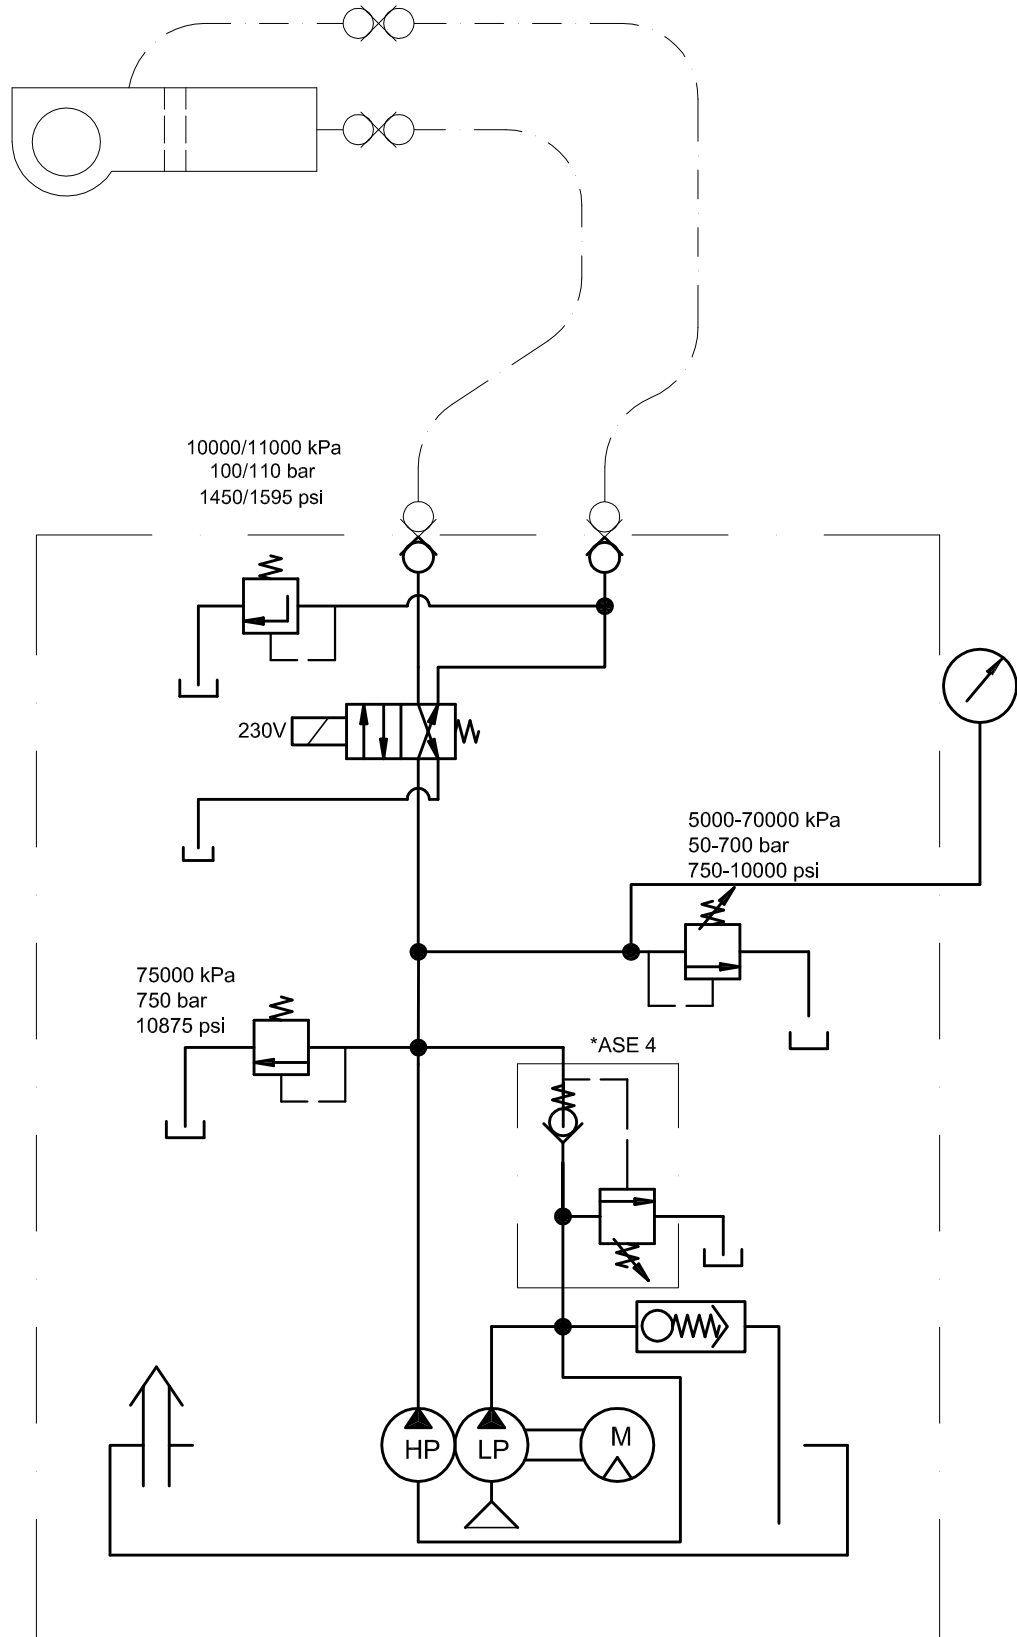 10000/11000 kPa
100/110 bar
1450/1595 psi
230V
5000-70000 kPa
50-700 bar
750-10000 psi
75000 kPa
750 bar
10875 psi
*ASE 4
HP
LP
M